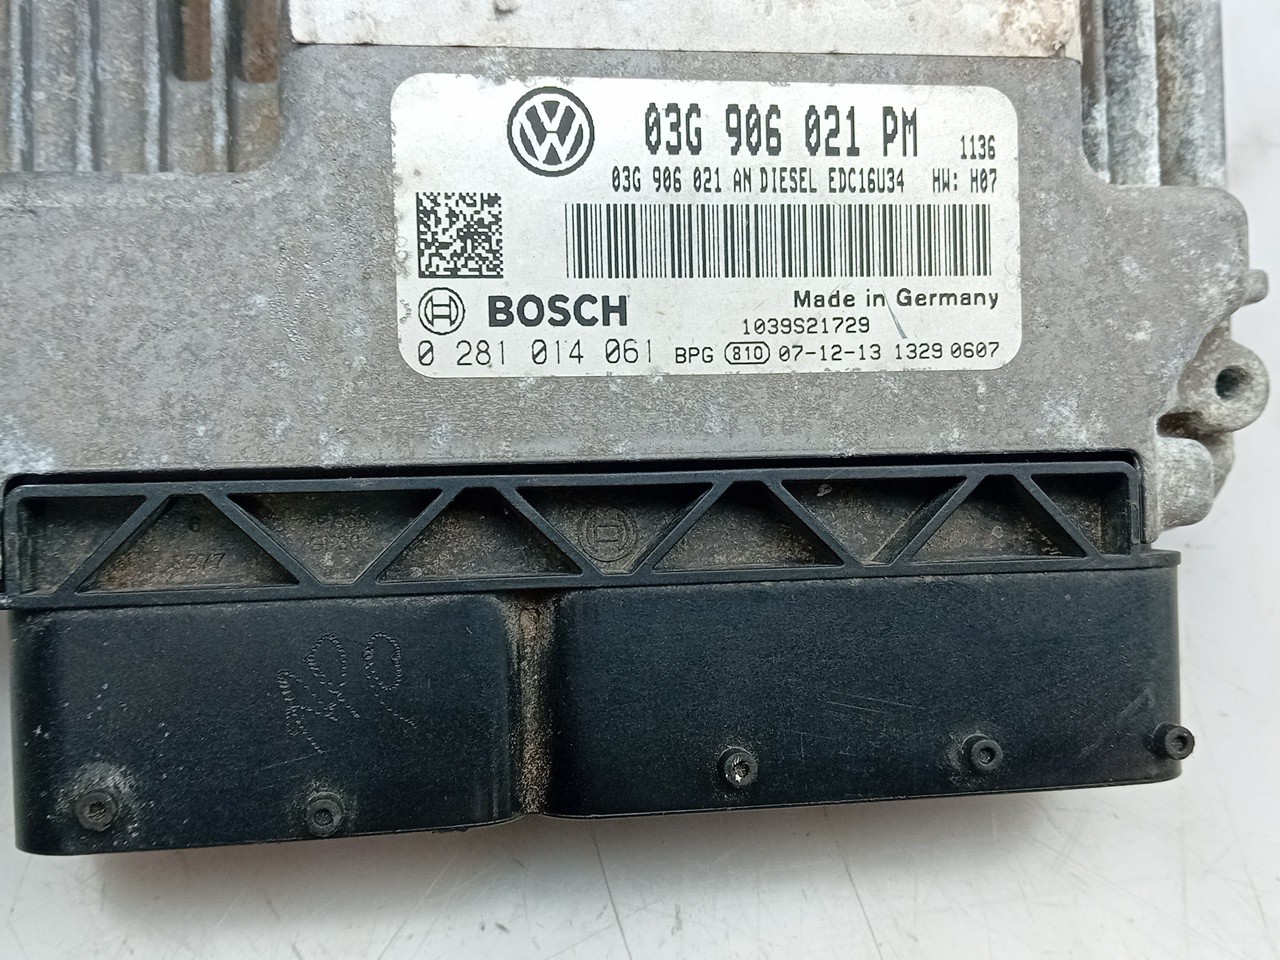 03G 906 021 PM 1136
03G 906 021 AN DIESEL EDC16U34 HW: H07
BOSCH
Made in Germany
1039S21729
0 281 014 061 BPG 810 07-12-13 1329 0607